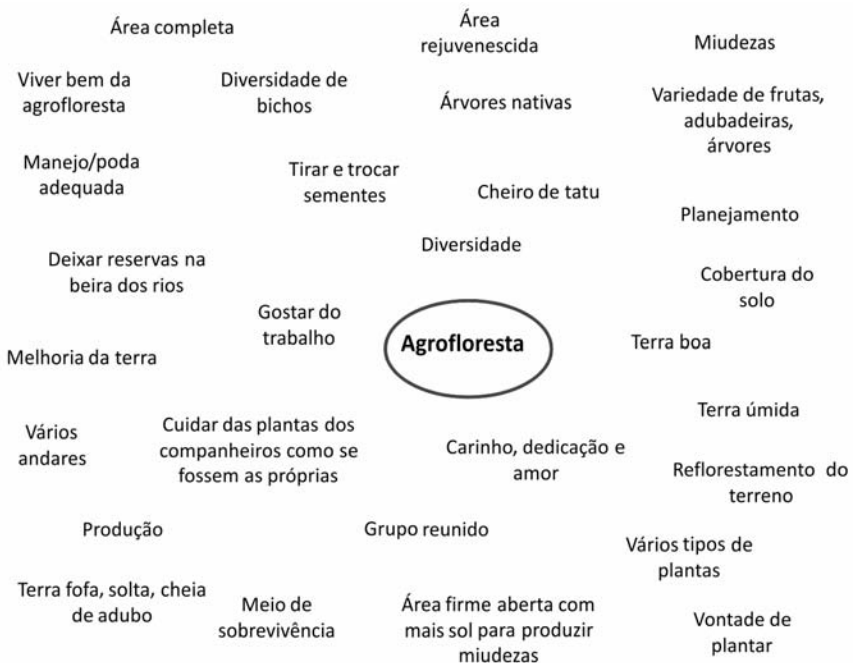 Área completa
Área
rejuvenescida
Miudezas
Viver bem da
agrofloresta
Diversidade de
bichos
Árvores nativas
Variedade de frutas,
adubadeiras,
árvores
Manejo/poda
adequada
Tirar e trocar
sementes
Cheiro de tatu
Planejamento
Diversidade
Deixar reservas na
beira dos rios
Cobertura do
solo
Gostar do
trabalho
Agrofloresta
Terra boa
Melhoria da terra
Terra úmida
Vários
andares
Cuidar das plantas dos
companheiros como se
fossem as próprias
Carinho, dedicação e
amor
Reflorestamento do
terreno
Produção
Grupo reunido
Vários tipos de
plantas
Terra fofa, solta, cheia
de adubo
Meio de
sobrevivência
Área firme aberta com
mais sol para produzir
miudezas
Vontade de
plantar